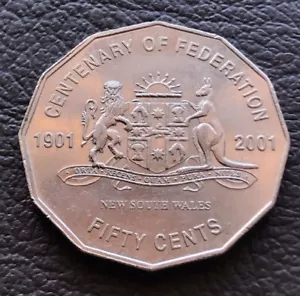 CENTENARY OF FEDERATION
1901 2001
NEW SOUTH WALES
FIFTY CENTS